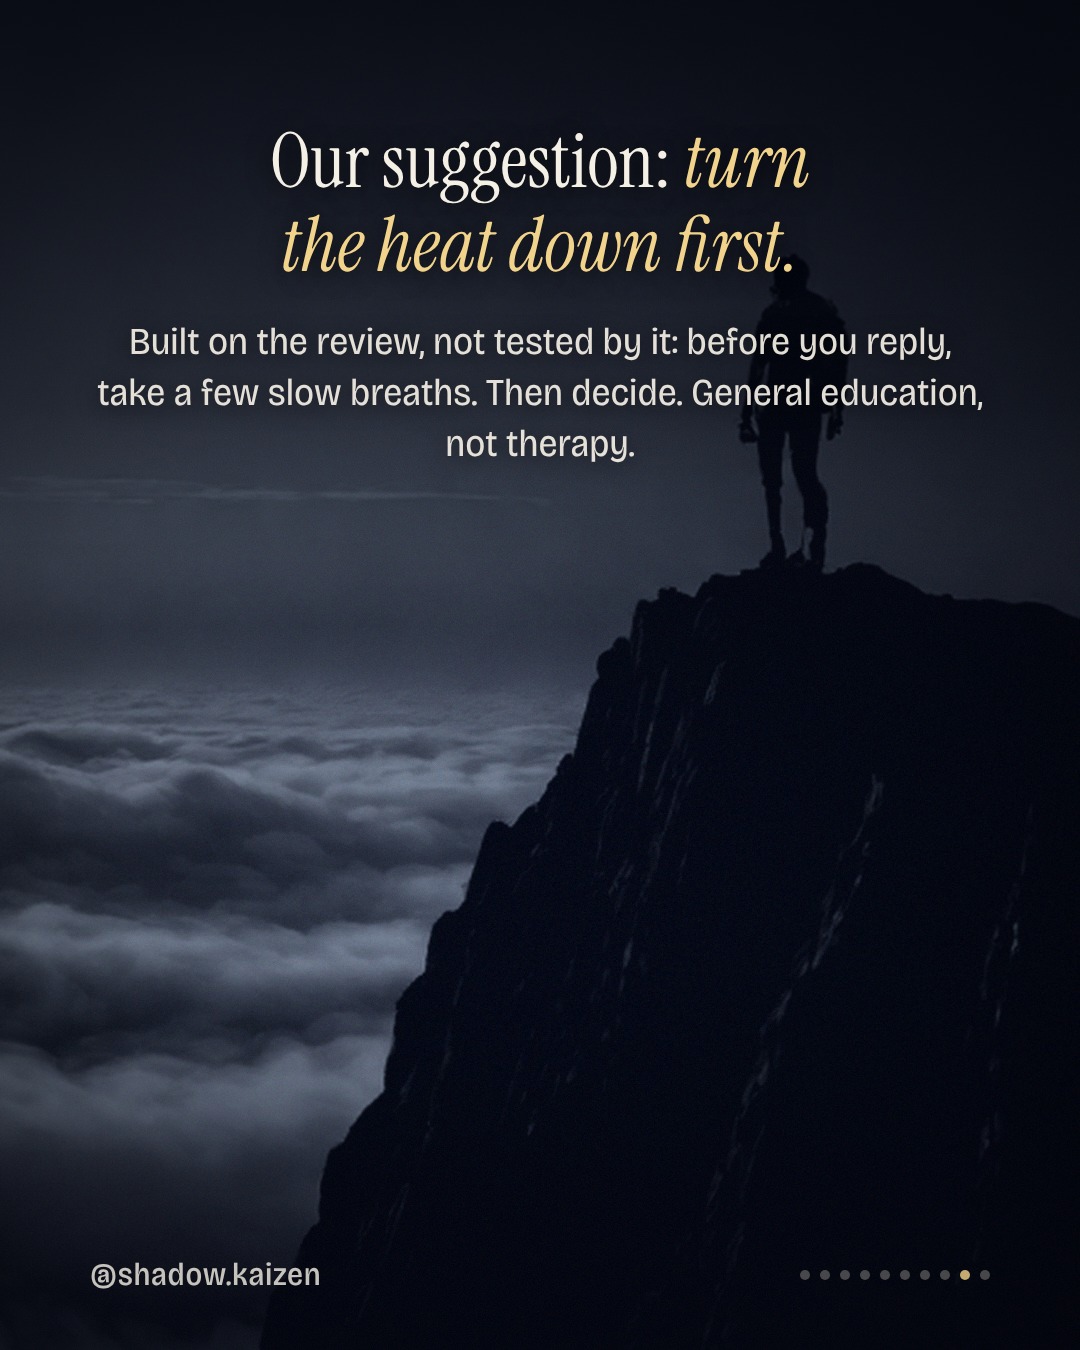 Our suggestion: turn
the heat down first.
Built on the review, not tested by it: before you reply,
take a few slow breaths. Then decide. General education,
not therapy.
@shadow.kaizen